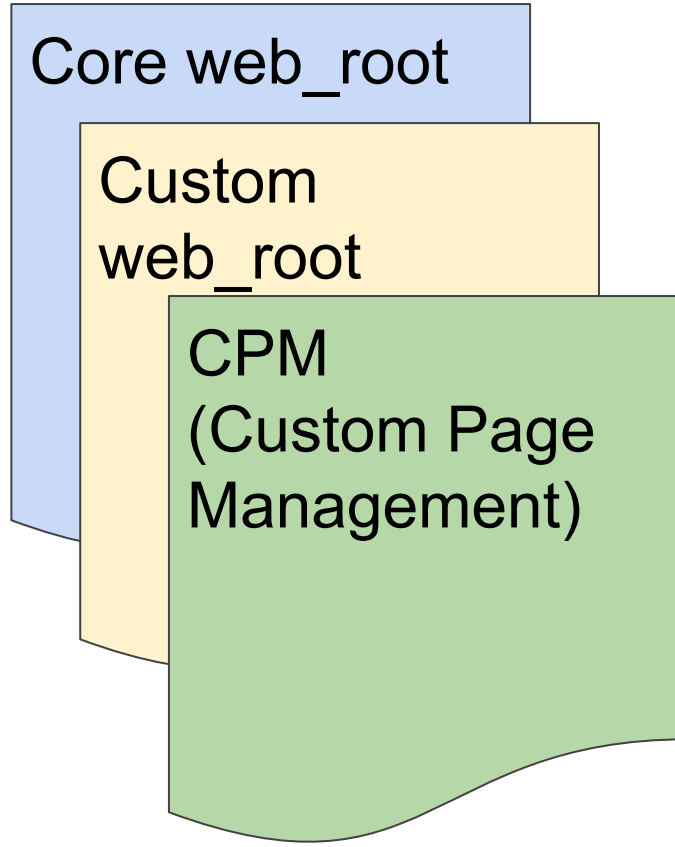 Core web_root
Custom
web_root
CPM
(Custom Page
Management)